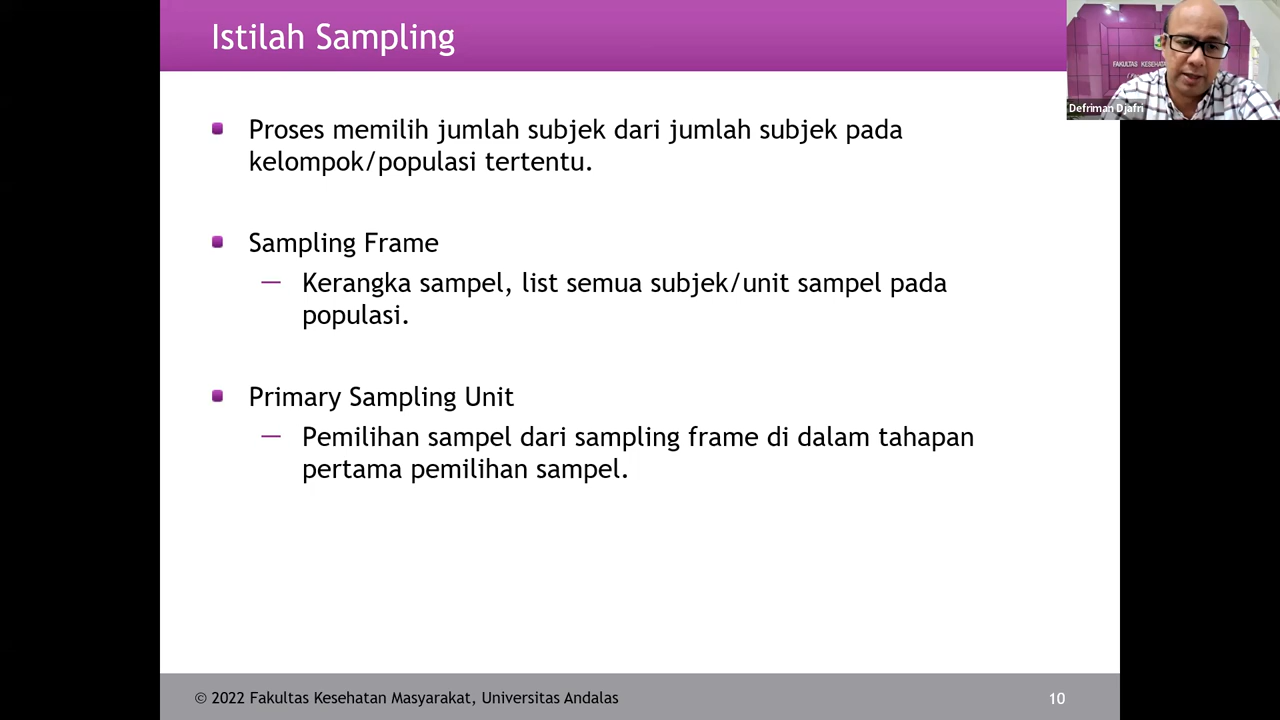 Istilah Sampling
Proses memilih jumlah subjek dari jumlah subjek pada
kelompok/populasi tertentu.
Sampling Frame
— Kerangka sampel, list semua subjek/unit sampel pada
populasi.
Primary Sampling Unit
— Pemilihan sampel dari sampling frame di dalam tahapan
pertama pemilihan sampel.
© 2022 Fakultas Kesehatan Masyarakat, Universitas Andalas
10
FAKULTAS KESEHATA
Defriman Djafri